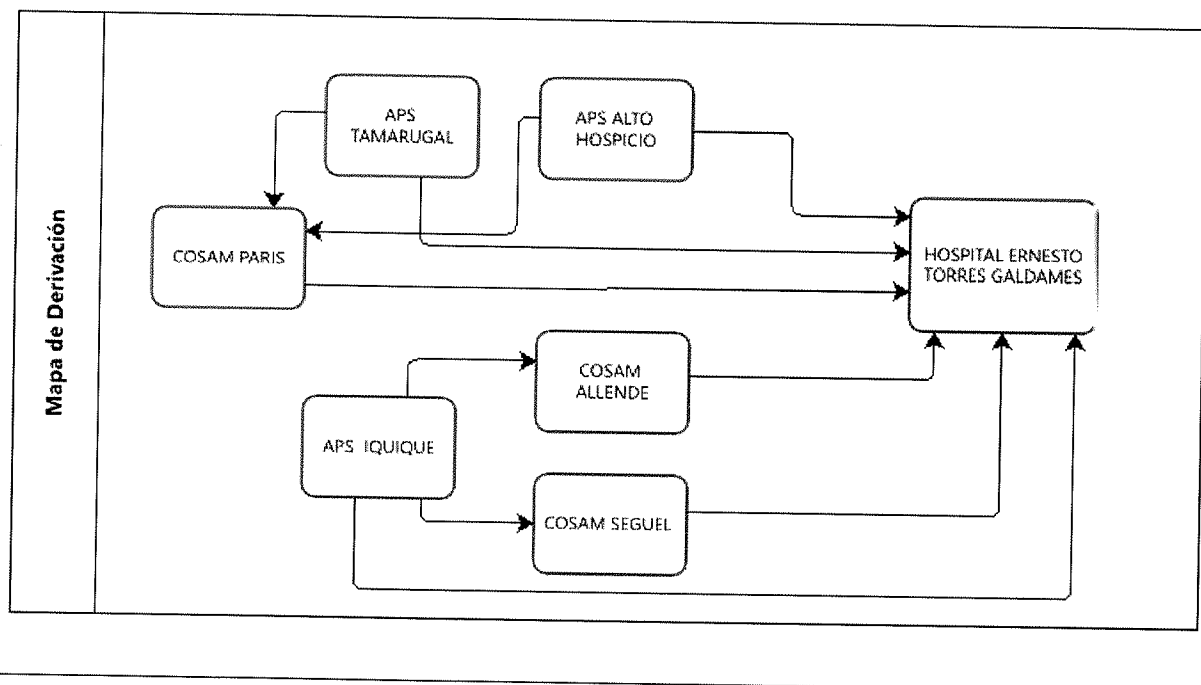 Mapa de Derivación
APS
TAMARUGAL
APS ALTO
HOSPICIO
COSAM PARIS
HOSPITAL ERNESTO
TORRES GALDAMES
COSAM
ALLENDE
APS IQUIQUE
COSAM SEGUEL